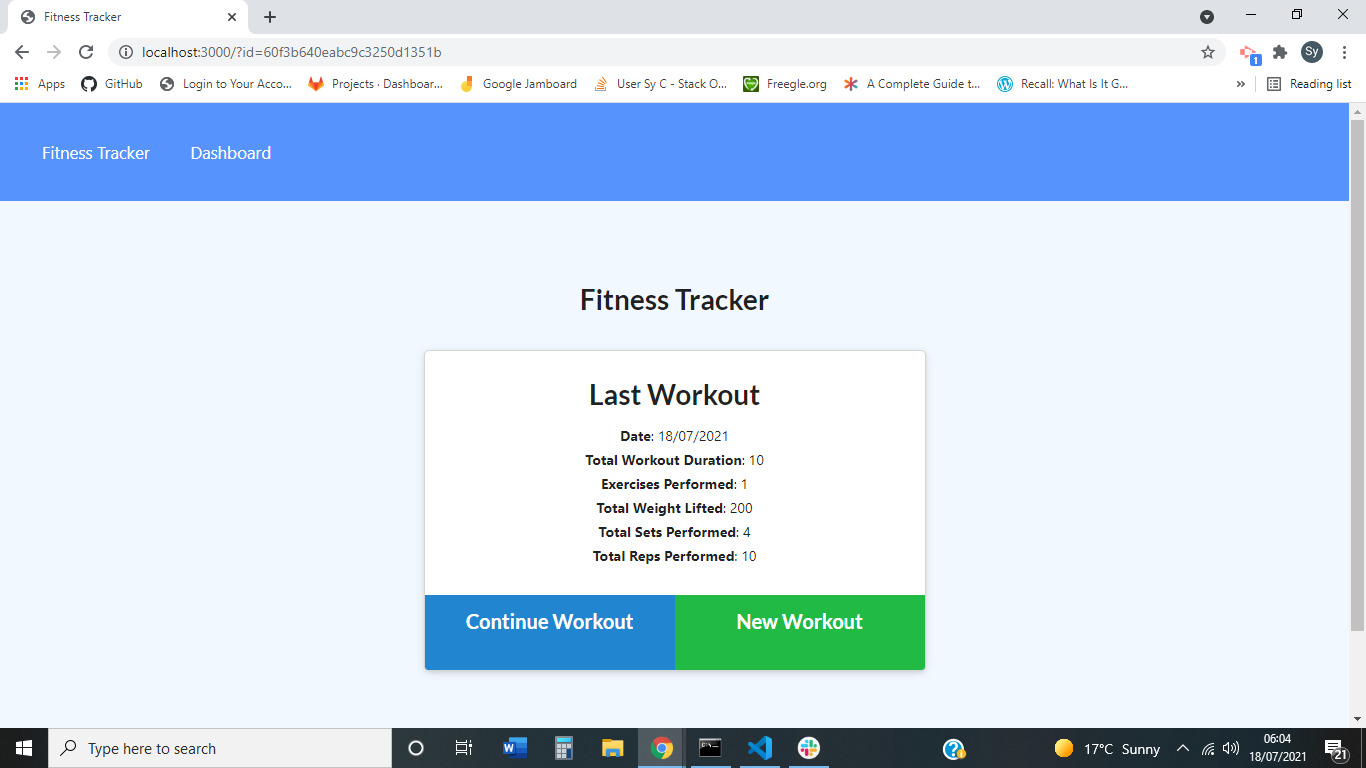 Fitness Tracker
localhost:3000/?id=60f3b640eabc9c3250d1351b
Sy
1
Apps
GitHub
Login to Your Acco...
Projects · Dashboar...
Google Jamboard
User Sy C - Stack O...
Freegle.org
A Complete Guide t...
Recall: What Is It G...
»
Reading list
Fitness Tracker
Dashboard
Fitness Tracker
Last Workout
Date: 18/07/2021
Total Workout Duration: 10
Exercises Performed: 1
Total Weight Lifted: 200
Total Sets Performed: 4
Total Reps Performed: 10
Continue Workout
New Workout
Type here to search
17°C Sunny
06:04
18/07/2021
21